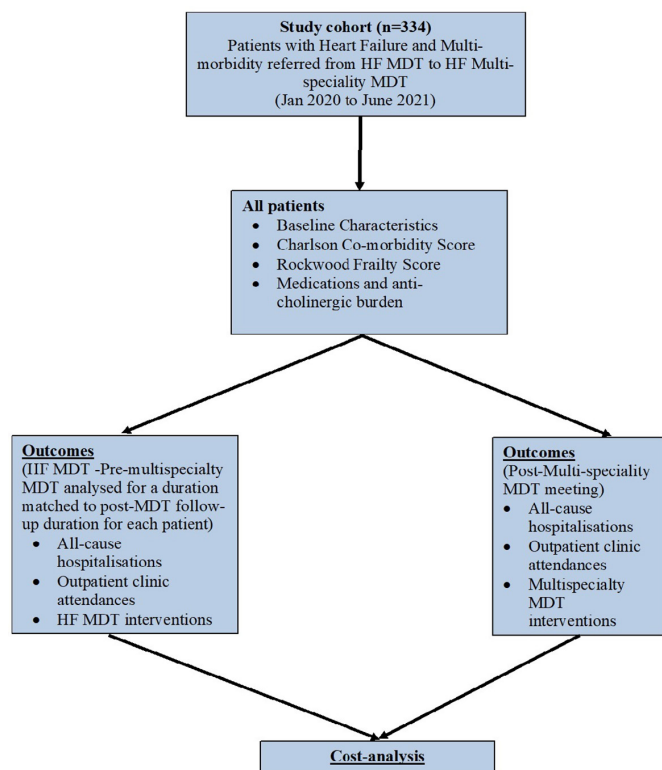 Study cohort (n=334)
Patients with Heart Failure and Multi-
morbidity referred from HF MDT to HF Multi-
speciality MDT
(Jan 2020 to June 2021)
All patients
• Baseline Characteristics
• Charlson Co-morbidity Score
• Rockwood Frailty Score
• Medications and anti-
cholinergic burden
Outcomes
(IIF MDT -Pre-multispecialty
MDT analysed for a duration
matched to post-MDT follow-
up duration for each patient)
• All-cause
hospitalisations
• Outpatient clinic
attendances
• HF MDT interventions
Outcomes
(Post-Multi-speciality
MDT meeting)
• All-cause
hospitalisations
• Outpatient clinic
attendances
• Multispecialty
MDT
interventions
Cost-analysis